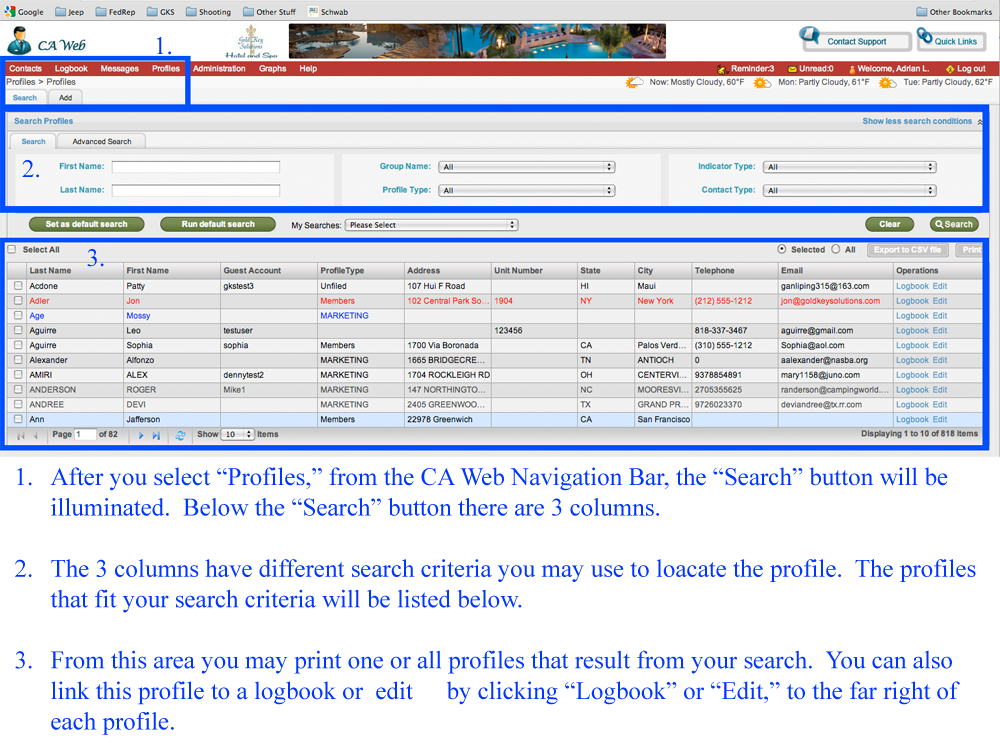 Google Jeep FedRep GKS Shooting Other Stuff Schwab Other Bookmarks
CA Web 1. Gold Key Solutions Hotel and Spa Contact Support Quick Links
Contacts Logbook Messages Profiles Administration Graphs Help Reminder:3 Unread:0 Welcome, Adrian L. Log out
Profiles > Profiles Now: Mostly Cloudy, 60°F Mon: Partly Cloudy, 61°F Tue: Partly Cloudy, 62°F
Search Add
Search Profiles Show less search conditions
Search Advanced Search
2. First Name: Group Name: All Indicator Type: All
Last Name: Profile Type: All Contact Type: All
Set as default search Run default search My Searches: Please Select Clear Search
Select All 3. Selected All Export to CSV file Print
Last Name First Name Guest Account ProfileType Address Unit Number State City Telephone Email Operations
Acdone Patty gkstest3 Unfiled 107 Hui F Road HI Maui ganliping315@163.com Logbook Edit
Adler Jon Members 102 Central Park So... 1904 NY New York (212) 555-1212 jon@goldkeysolutions.com Logbook Edit
Age Mossy MARKETING Logbook Edit
Aguirre Leo testuser 123456 818-337-3467 aguirre@gmail.com Logbook Edit
Aguirre Sophia sophia Members 1700 Via Boronada CA Palos Verd... (310) 555-1212 Sophia@aol.com Logbook Edit
Alexander Alfonzo MARKETING 1665 BRIDGECRE... TN ANTIOCH 0 aalexander@nasba.org Logbook Edit
AMIRI ALEX dennytest2 MARKETING 1704 ROCKLEIGH RD OH CENTERVI... 9378854891 mary1158@juno.com Logbook Edit
ANDERSON ROGER Mike1 MARKETING 147 NORTHINGTO... NC MOORESVI... 2705355625 randerson@campingworld.... Logbook Edit
ANDREE DEVI MARKETING 2405 GREENWOO... TX GRAND PR... 9726023370 deviandree@tx.rr.com Logbook Edit
Ann Jafferson Members 22978 Greenwich CA San Francisco Logbook Edit
Page 1 of 82 Show 10 Items Displaying 1 to 10 of 818 items
1. After you select “Profiles,” from the CA Web Navigation Bar, the “Search” button will be
illuminated. Below the “Search” button there are 3 columns.
2. The 3 columns have different search criteria you may use to loacate the profile. The profiles
that fit your search criteria will be listed below.
3. From this area you may print one or all profiles that result from your search. You can also
link this profile to a logbook or edit by clicking “Logbook” or “Edit,” to the far right of
each profile.